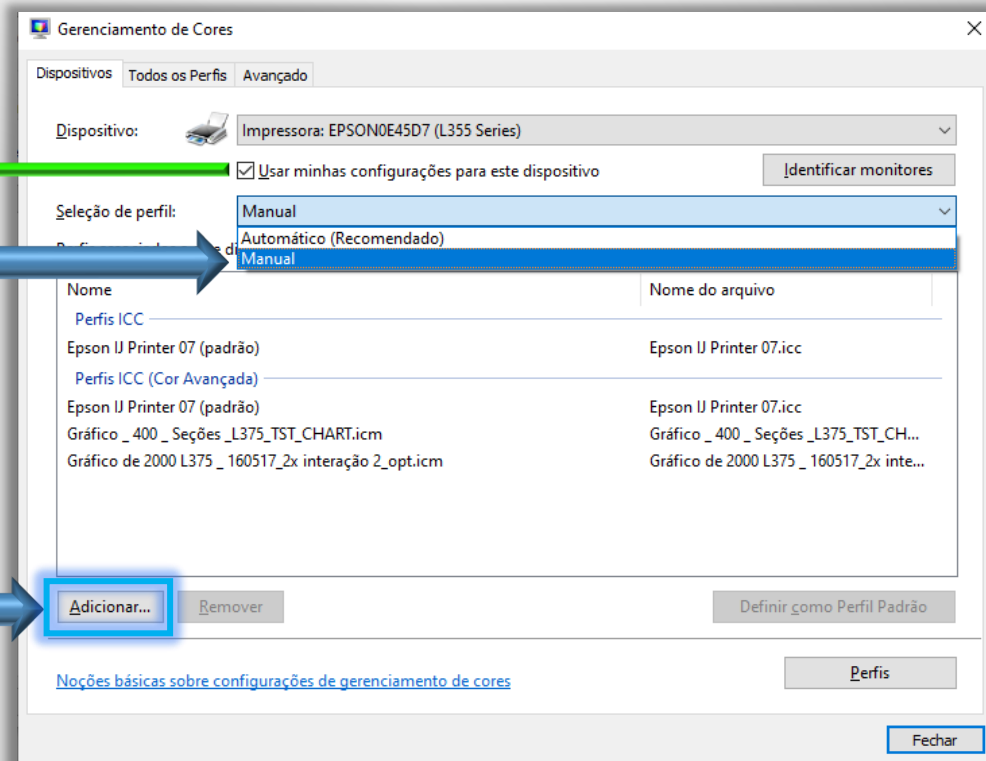 Gerenciamento de Cores
Dispositivos Todos os Perfis Avançado
Dispositivo: Impressora: EPSON0E45D7 (L355 Series)
Usar minhas configurações para este dispositivo Identificar monitores
Seleção de perfil: Manual
Automático (Recomendado)
Manual
Nome Nome do arquivo
Perfis ICC
Epson IJ Printer 07 (padrão) Epson IJ Printer 07.icc
Perfis ICC (Cor Avançada)
Epson IJ Printer 07 (padrão) Epson IJ Printer 07.icc
Gráfico _ 400 _ Seções _L375_TST_CHART.icm Gráfico _ 400 _ Seções _L375_TST_CH...
Gráfico de 2000 L375 _ 160517_2x interação 2_opt.icm Gráfico de 2000 L375 _ 160517_2x inte...
Adicionar... Remover Definir como Perfil Padrão
Noções básicas sobre configurações de gerenciamento de cores Perfis
Fechar